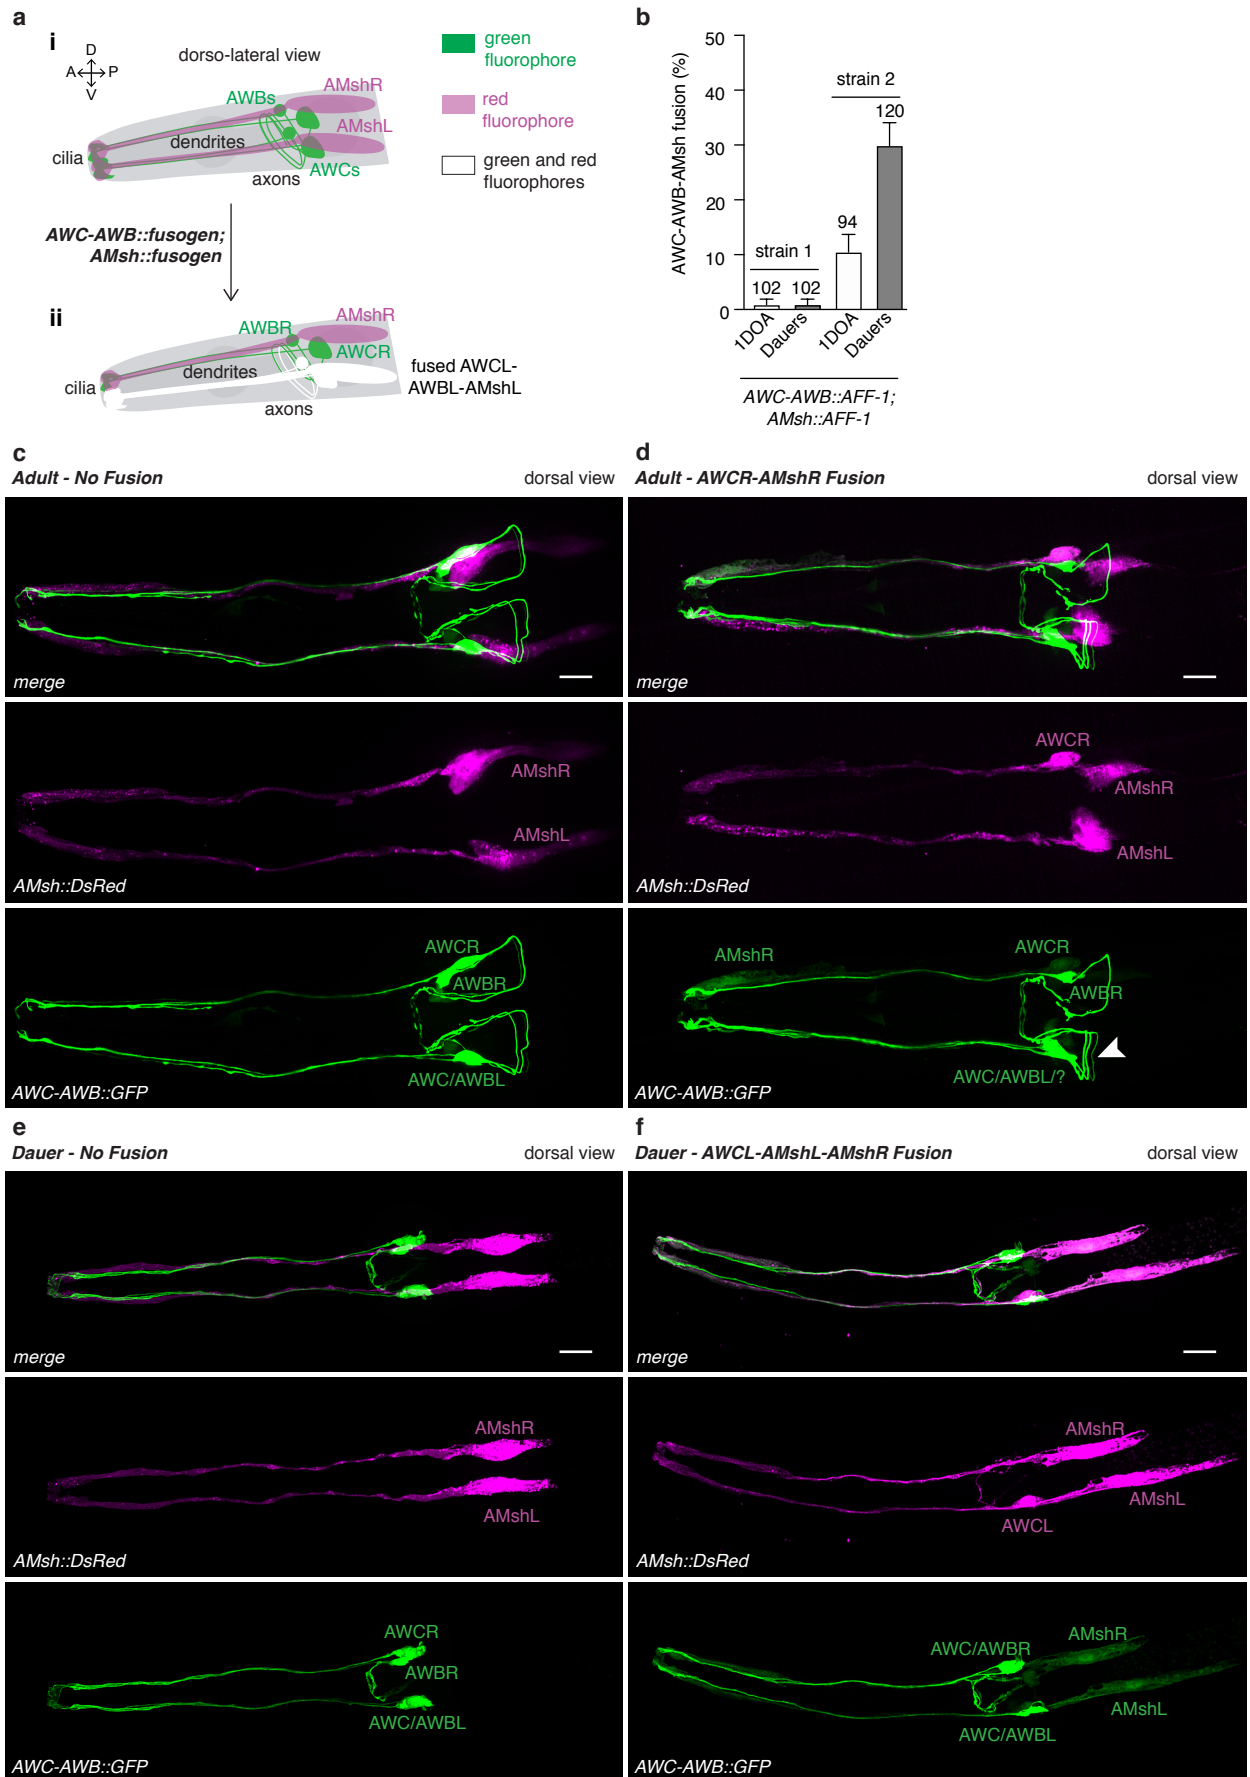 a
i
D
A P
V
dorso-lateral view
AWBs
AMshR
AMshL
dendrites
cilia
AWCs
axons
green
fluorophore
red
fluorophore
green and red
fluorophores
AWC-AWB::fusogen;
AMsh::fusogen
ii
AMshR
AWBR
AWCR
dendrites
cilia
fused AWCL-
AWBL-AMshL
axons
b
AWC-AWB-AMsh fusion (%)
50
40
30
20
10
0
strain 1
102
102
strain 2
94
120
1DOA
Dauers
1DOA
Dauers
AWC-AWB::AFF-1;
AMsh::AFF-1
c
Adult - No Fusion
dorsal view
merge
AMshR
AMshL
AMsh::DsRed
AWCR
AWBR
AWC/AWBL
AWC-AWB::GFP
d
Adult - AWCR-AMshR Fusion
dorsal view
merge
AWCR
AMshR
AMshL
AMsh::DsRed
AMshR
AWCR
AWBR
AWC/AWBL/?
AWC-AWB::GFP
e
Dauer - No Fusion
dorsal view
merge
AMshR
AMshL
AMsh::DsRed
AWCR
AWBR
AWC/AWBL
AWC-AWB::GFP
f
Dauer - AWCL-AMshL-AMshR Fusion
dorsal view
merge
AMshR
AMshL
AWCL
AMsh::DsRed
AMshR
AWC/AWBR
AMshL
AWC/AWBL
AWC-AWB::GFP